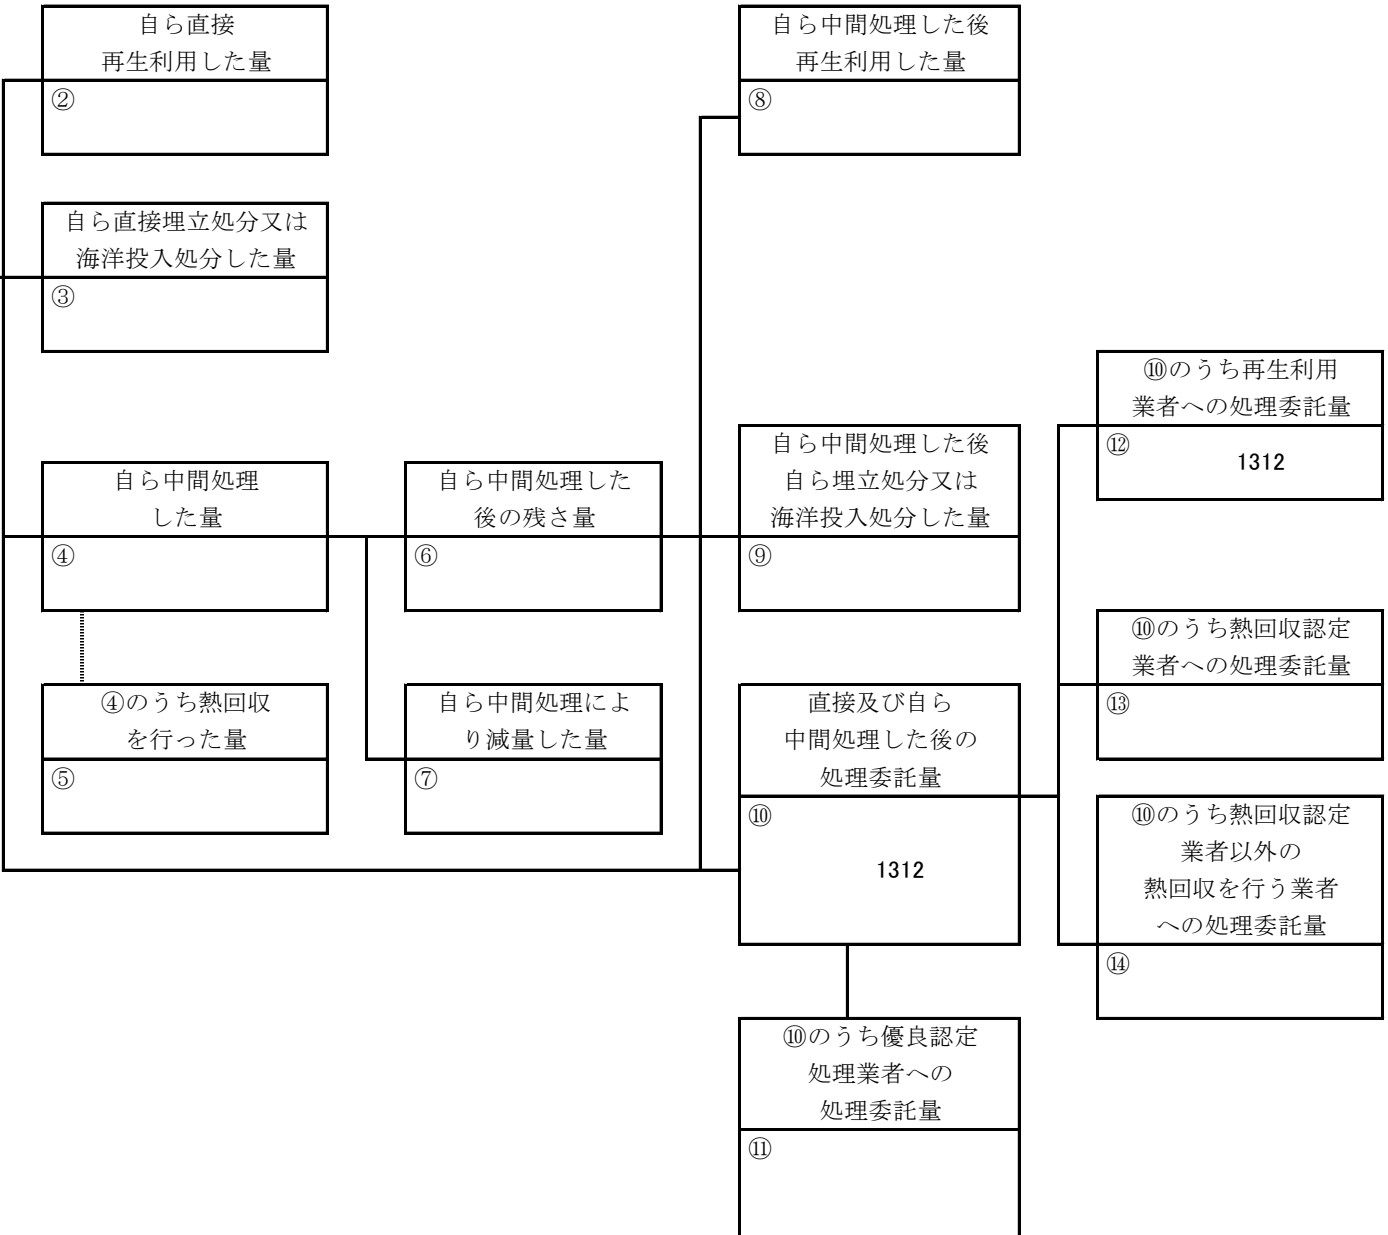 自ら直接
再生利用した量
②
自ら中間処理した後
再生利用した量
⑧
自ら直接埋立処分又は
海洋投入処分した量
③
⑩のうち再生利用
業者への処理委託量
⑫
1312
自ら中間処理
した量
④
自ら中間処理した
後の残さ量
⑥
自ら中間処理した後
自ら埋立処分又は
海洋投入処分した量
⑨
⑩のうち熱回収認定
業者への処理委託量
⑬
④のうち熱回収
を行った量
⑤
自ら中間処理によ
り減量した量
⑦
直接及び自ら
中間処理した後の
処理委託量
⑩
1312
⑩のうち熱回収認定
業者以外の
熱回収を行う業者
への処理委託量
⑭
⑩のうち優良認定
処理業者への
処理委託量
⑪